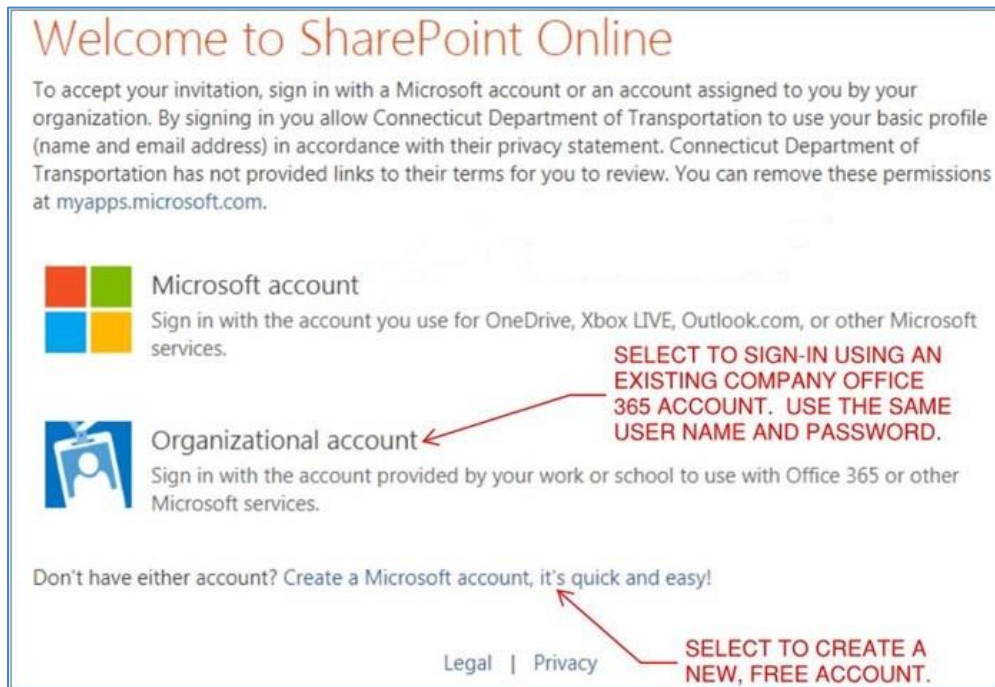 Welcome to SharePoint Online
To accept your invitation, sign in with a Microsoft account or an account assigned to you by your
organization. By signing in you allow Connecticut Department of Transportation to use your basic profile
(name and email address) in accordance with their privacy statement. Connecticut Department of
Transportation has not provided links to their terms for you to review. You can remove these permissions
at myapps.microsoft.com.
Microsoft account
Sign in with the account you use for OneDrive, Xbox LIVE, Outlook.com, or other Microsoft
services.
SELECT TO SIGN-IN USING AN
EXISTING COMPANY OFFICE
365 ACCOUNT. USE THE SAME
USER NAME AND PASSWORD.
Organizational account
Sign in with the account provided by your work or school to use with Office 365 or other
Microsoft services.
Don't have either account? Create a Microsoft account, it's quick and easy!
SELECT TO CREATE A
NEW, FREE ACCOUNT.
Legal | Privacy